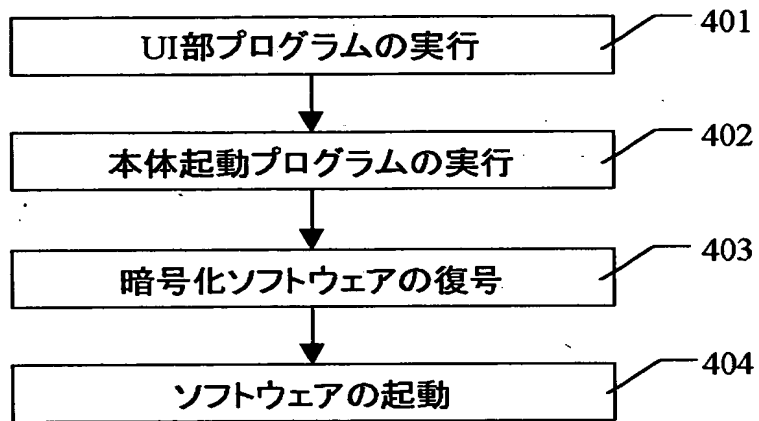 UI部プログラムの実行
401
本体起動プログラムの実行
402
暗号化ソフトウェアの復号
403
ソフトウェアの起動
404